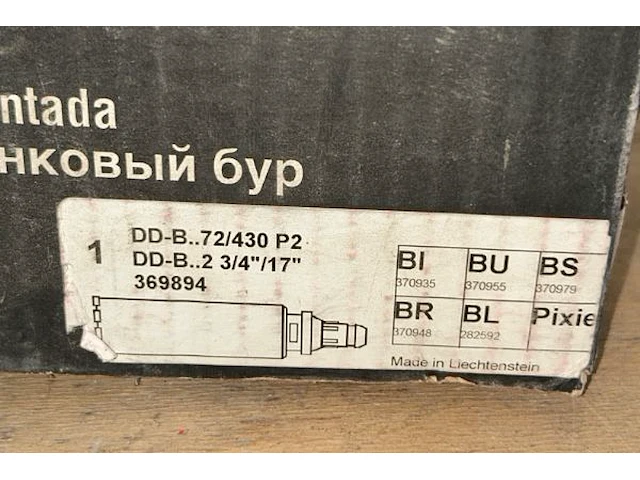 ntada
нковый бур
1
DD-B..72/430 P2
DD-B..2 3/4"/17"
369894
BI BU BS
370935 370955 370979
BR BL Pixie
370948 282592
Made in Liechtenstein